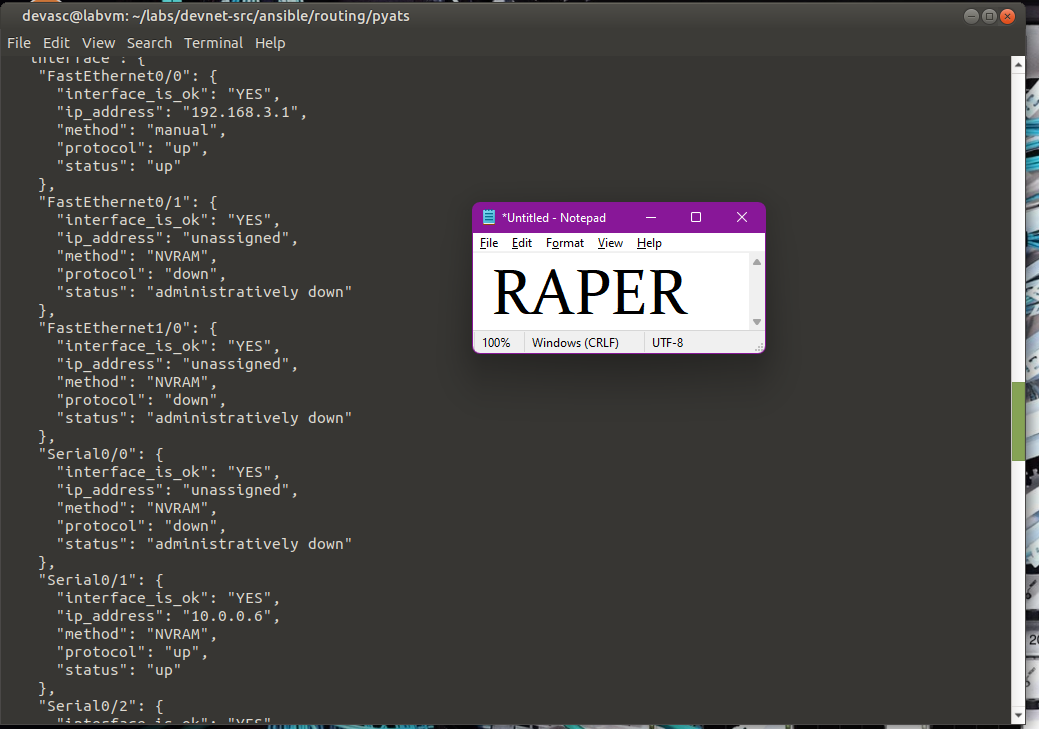 devasc@labvm: ~/labs/devnet-src/ansible/routing/pyats
File Edit View Search Terminal Help
"interface": {
"FastEthernet0/0": {
"interface_is_ok": "YES",
"ip_address": "192.168.3.1",
"method": "manual",
"protocol": "up",
"status": "up"
},
"FastEthernet0/1": {
"interface_is_ok": "YES",
"ip_address": "unassigned",
"method": "NVRAM",
"protocol": "down",
"status": "administratively down"
},
"FastEthernet1/0": {
"interface_is_ok": "YES",
"ip_address": "unassigned",
"method": "NVRAM",
"protocol": "down",
"status": "administratively down"
},
"Serial0/0": {
"interface_is_ok": "YES",
"ip_address": "unassigned",
"method": "NVRAM",
"protocol": "down",
"status": "administratively down"
},
"Serial0/1": {
"interface_is_ok": "YES",
"ip_address": "10.0.0.6",
"method": "NVRAM",
"protocol": "up",
"status": "up"
},
"Serial0/2": {
"interface_is_ok": "YES",
*Untitled - Notepad
File Edit Format View Help
RAPER
100% Windows (CRLF) UTF-8